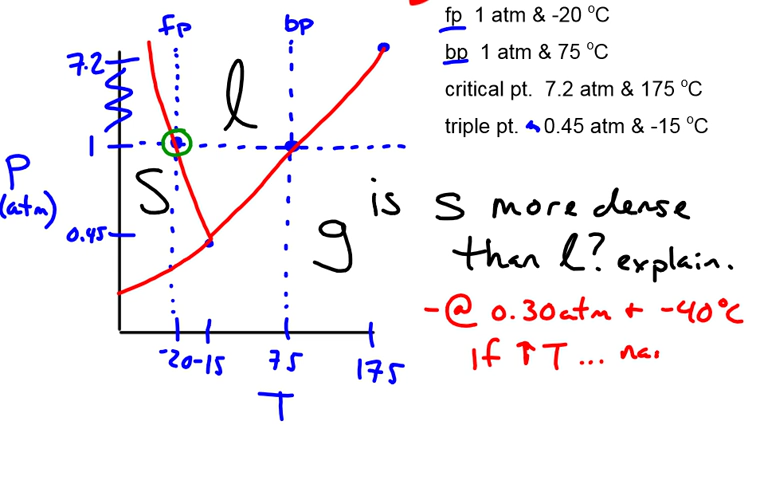 fp
bp
fp 1 atm & -20 °C
bp 1 atm & 75 °C
critical pt. 7.2 atm & 175 °C
triple pt. 0.45 atm & -15 °C
7.2
l
1
P
(atm)
S
is S more dense
than l? explain.
0.45
g
-@ 0.30atm + -40°C
If ↑T...
-20 -15 75 175
T